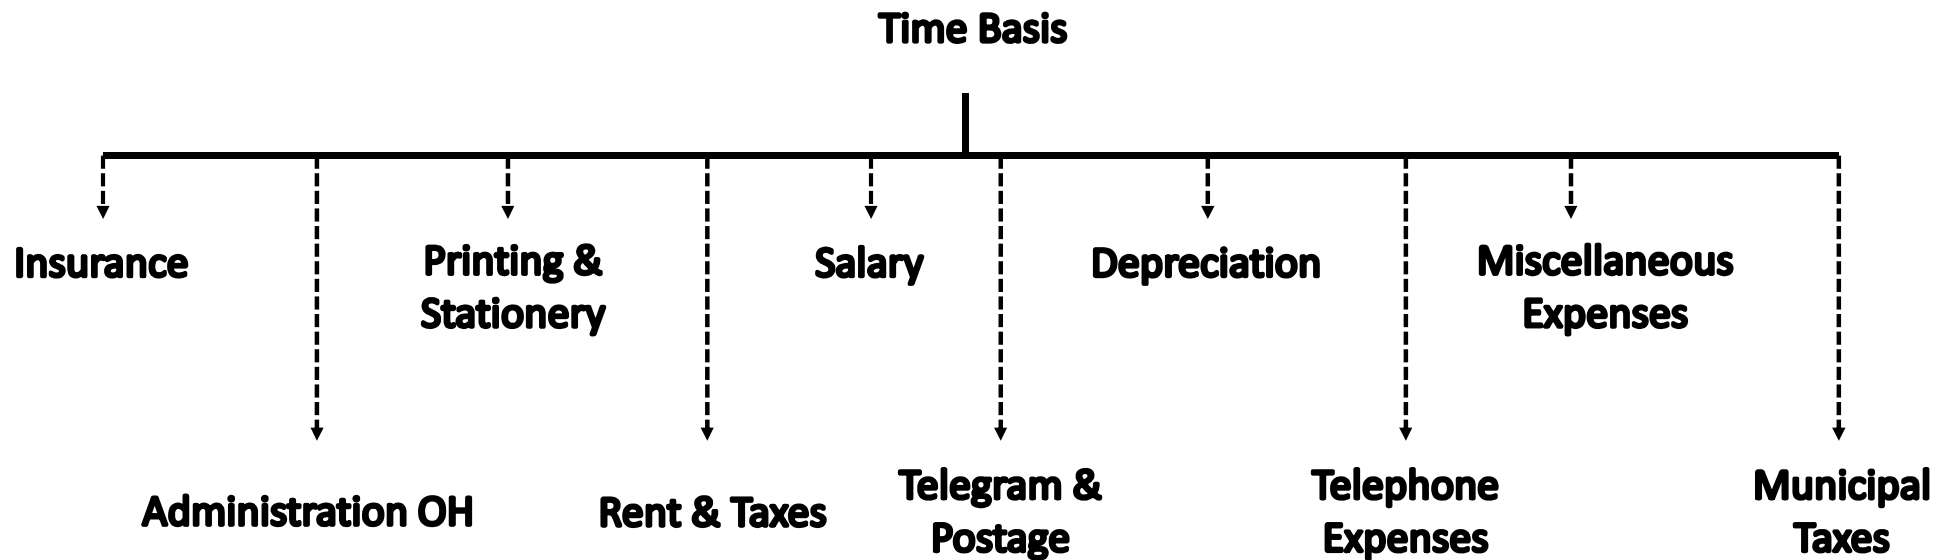 Time Basis
Insurance
Printing &
Stationery
Salary
Depreciation
Miscellaneous
Expenses
Administration OH
Rent & Taxes
Telegram &
Postage
Telephone
Expenses
Municipal
Taxes